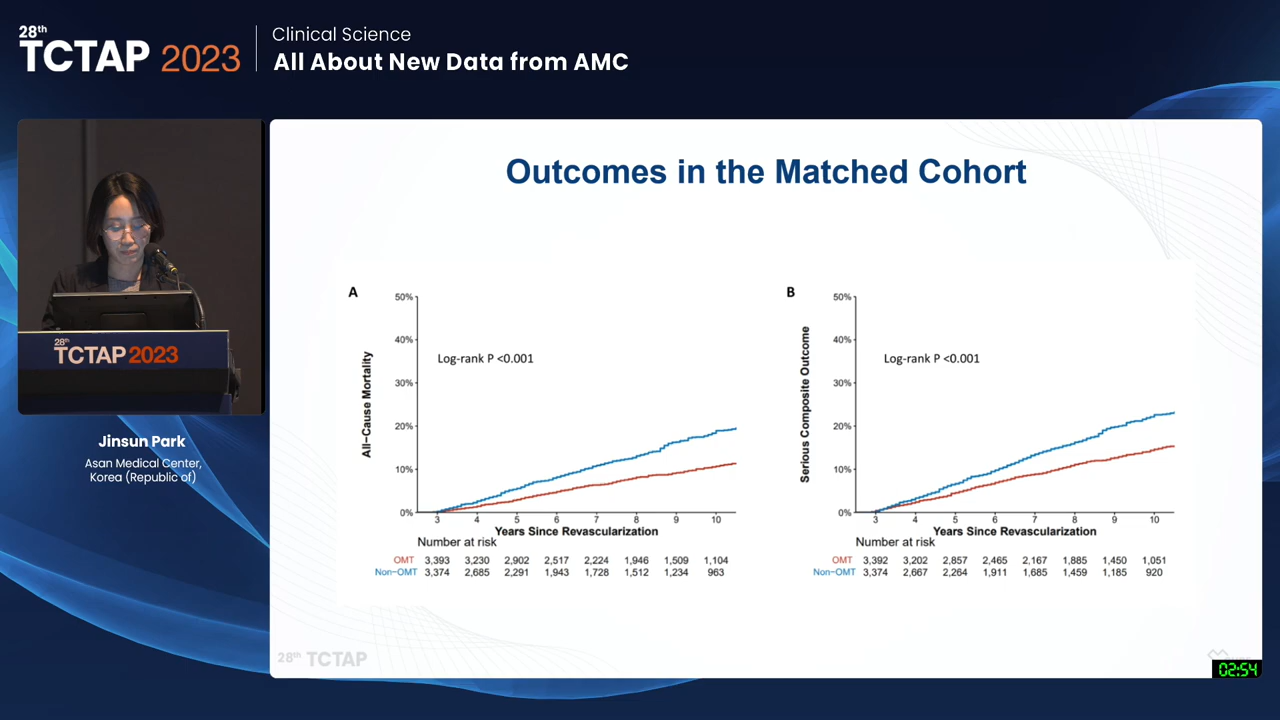 28th
TCTAP 2023
Clinical Science
All About New Data from AMC
28th
TCTAP 2023
Jinsun Park
Asan Medical Center,
Korea (Republic of)
Outcomes in the Matched Cohort
A
All-Cause Mortality
50%
40%
30%
20%
10%
0%
Log-rank P <0.001
3 4 5 6 7 8 9 10
Years Since Revascularization
Number at risk
OMT 3,393 3,230 2,902 2,517 2,224 1,946 1,509 1,104
Non-OMT 3,374 2,685 2,291 1,943 1,728 1,512 1,234 963
B
Serious Composite Outcome
50%
40%
30%
20%
10%
0%
Log-rank P <0.001
3 4 5 6 7 8 9 10
Years Since Revascularization
Number at risk
OMT 3,392 3,202 2,857 2,465 2,167 1,885 1,450 1,051
Non-OMT 3,374 2,667 2,264 1,911 1,685 1,459 1,185 920
28th TCTAP
02:54